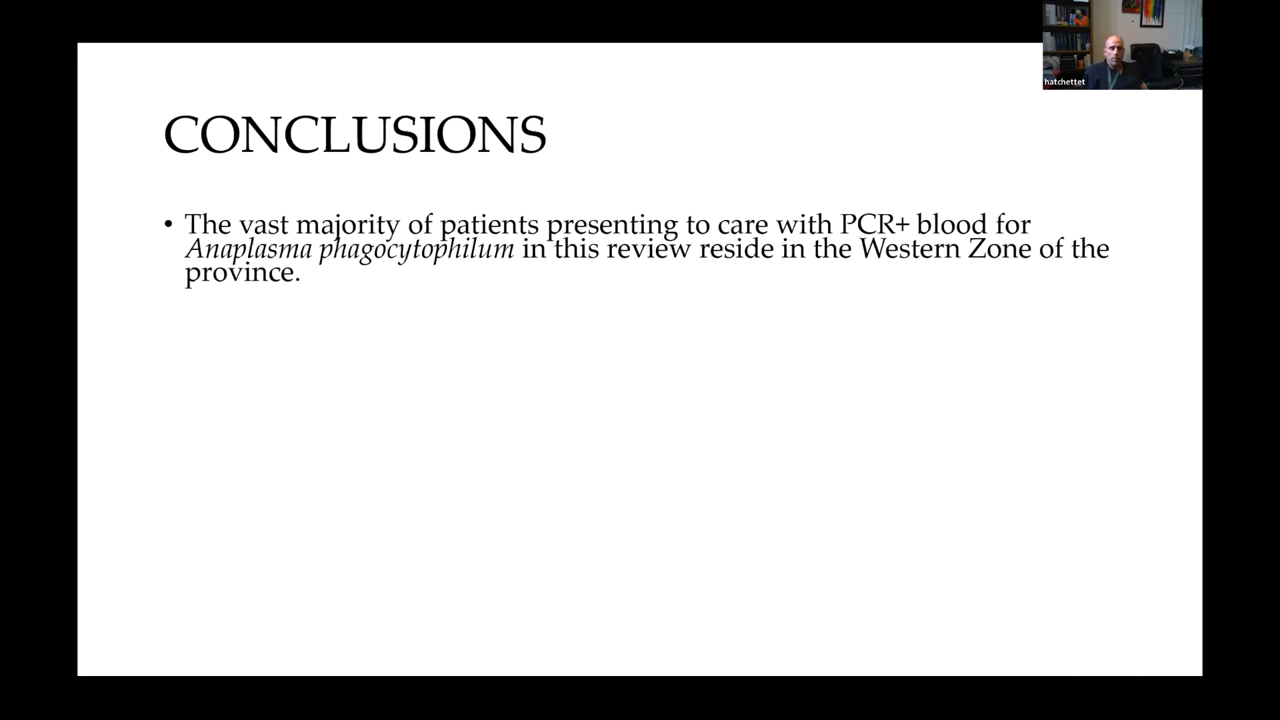 hatchettet
CONCLUSIONS
• The vast majority of patients presenting to care with PCR+ blood for
Anaplasma phagocytophilum in this review reside in the Western Zone of the
province.